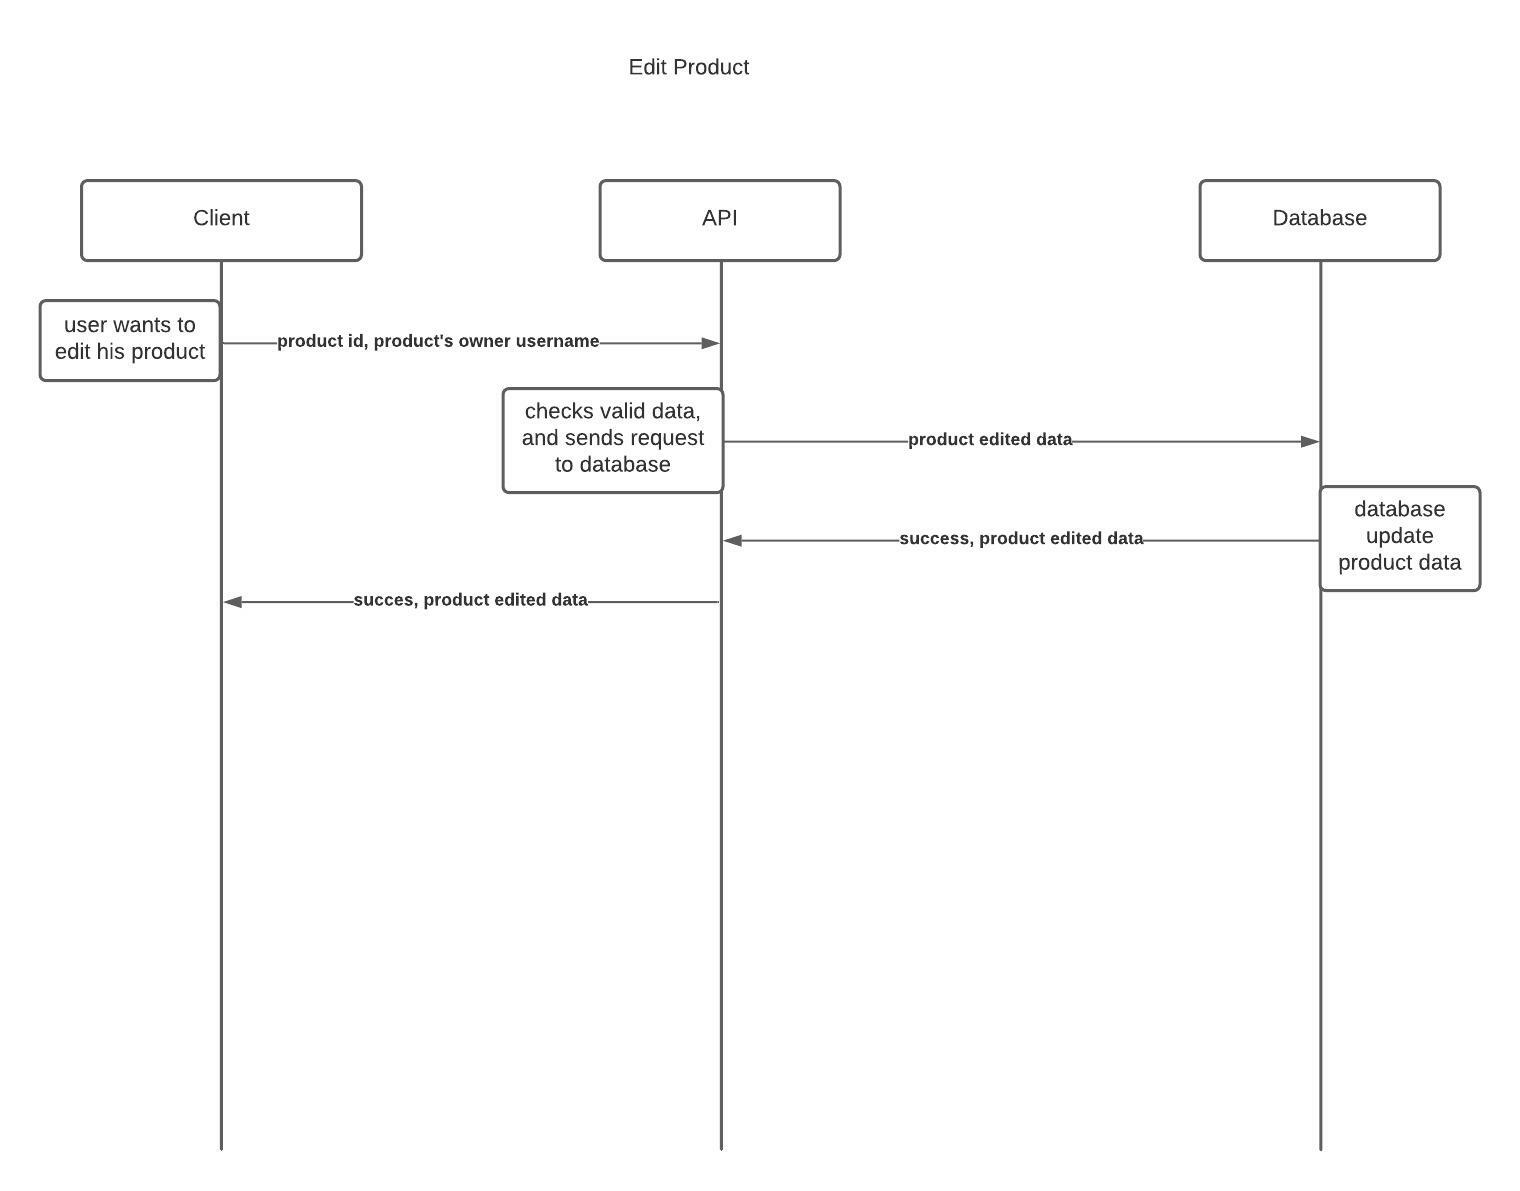 Edit Product
Client
API
Database
user wants to
edit his product
product id, product's owner username
checks valid data,
and sends request
to database
product edited data
database
update
product data
success, product edited data
succes, product edited data